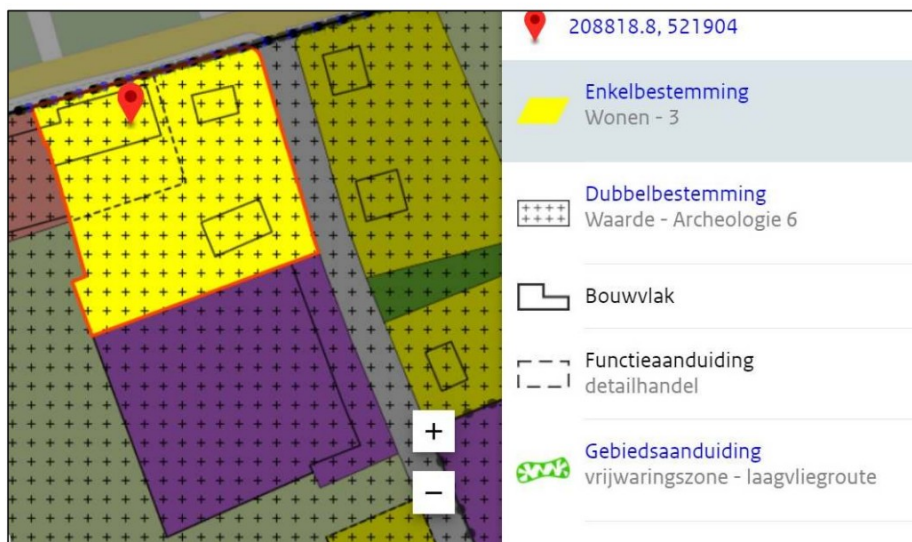 208818.8, 521904
Enkelbestemming
Wonen - 3
Dubbelbestemming
Waarde - Archeologie 6
Bouwvlak
Functieaanduiding
detailhandel
Gebiedsaanduiding
vrijwaringszone - laagvliegroute
+
−